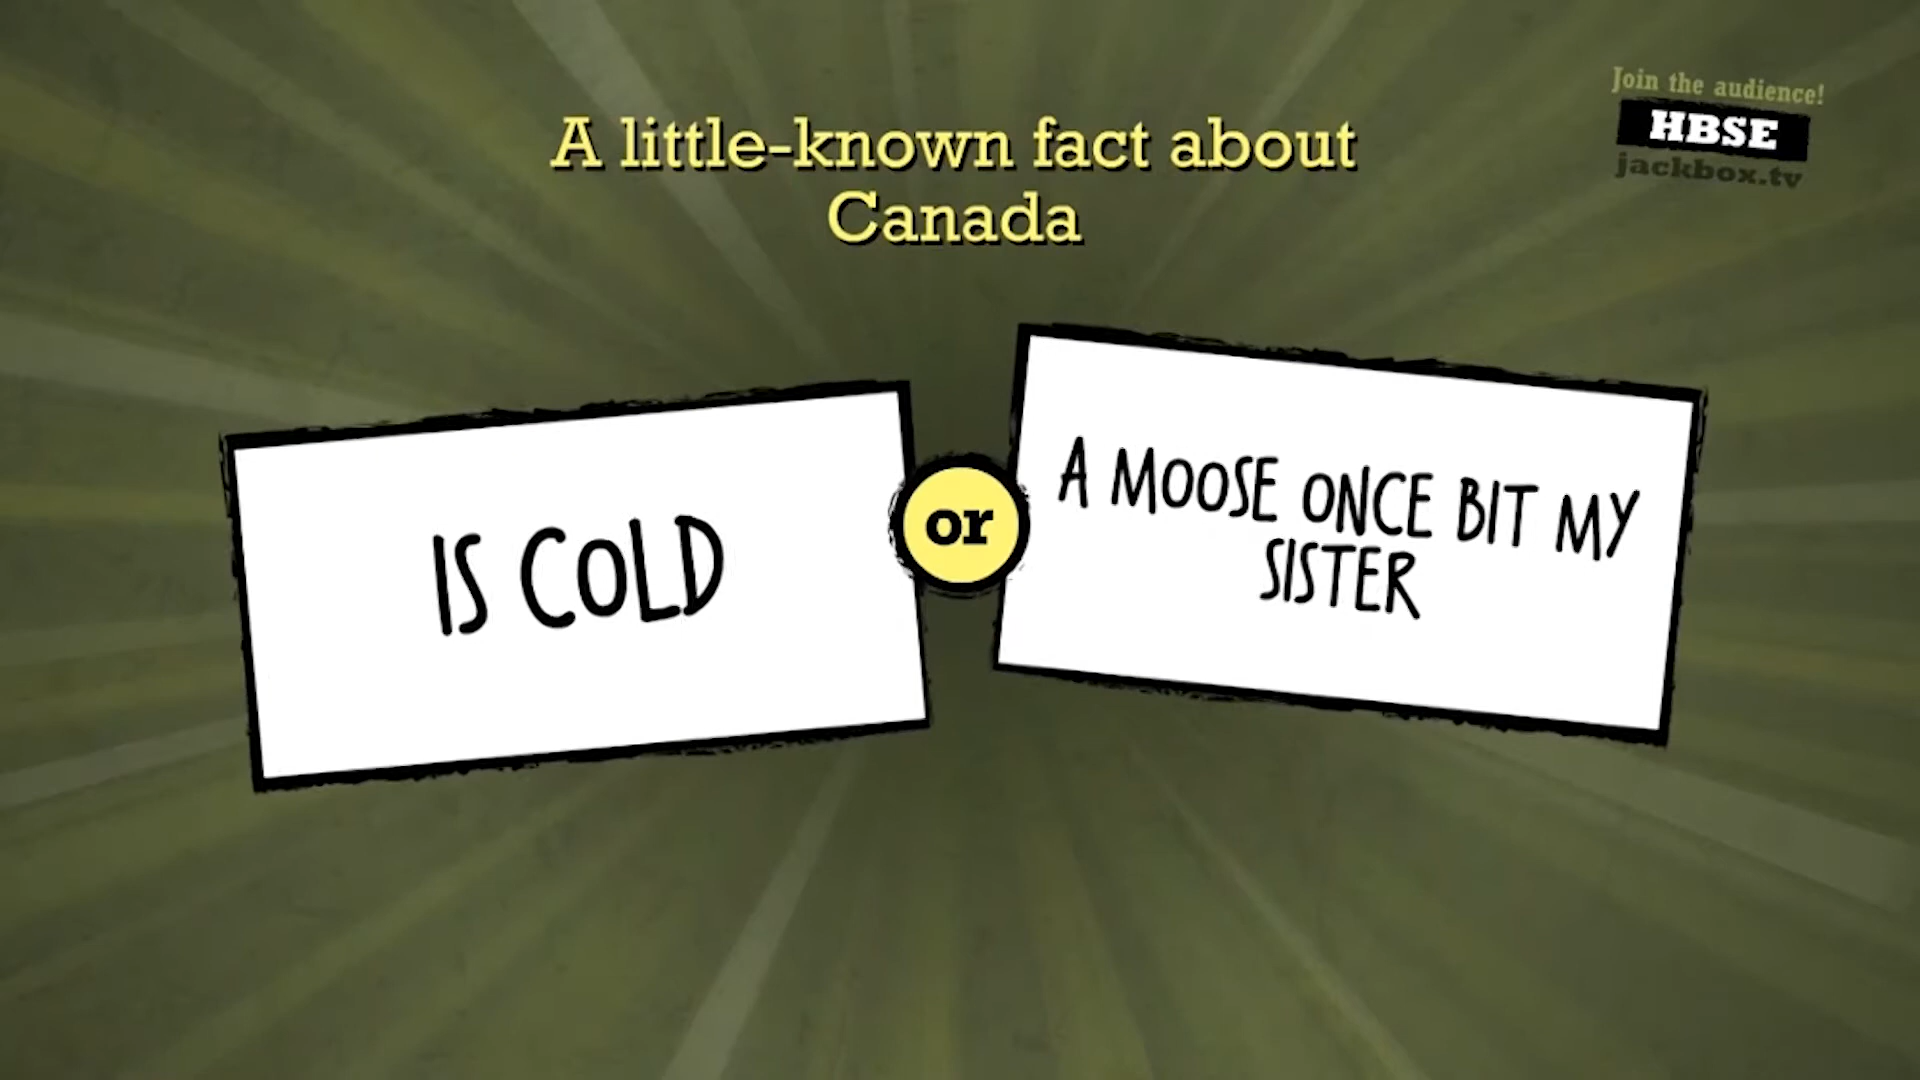 Join the audience!
HBSE
jackbox.tv
A little-known fact about
Canada
IS COLD
or
A MOOSE ONCE BIT MY
SISTER